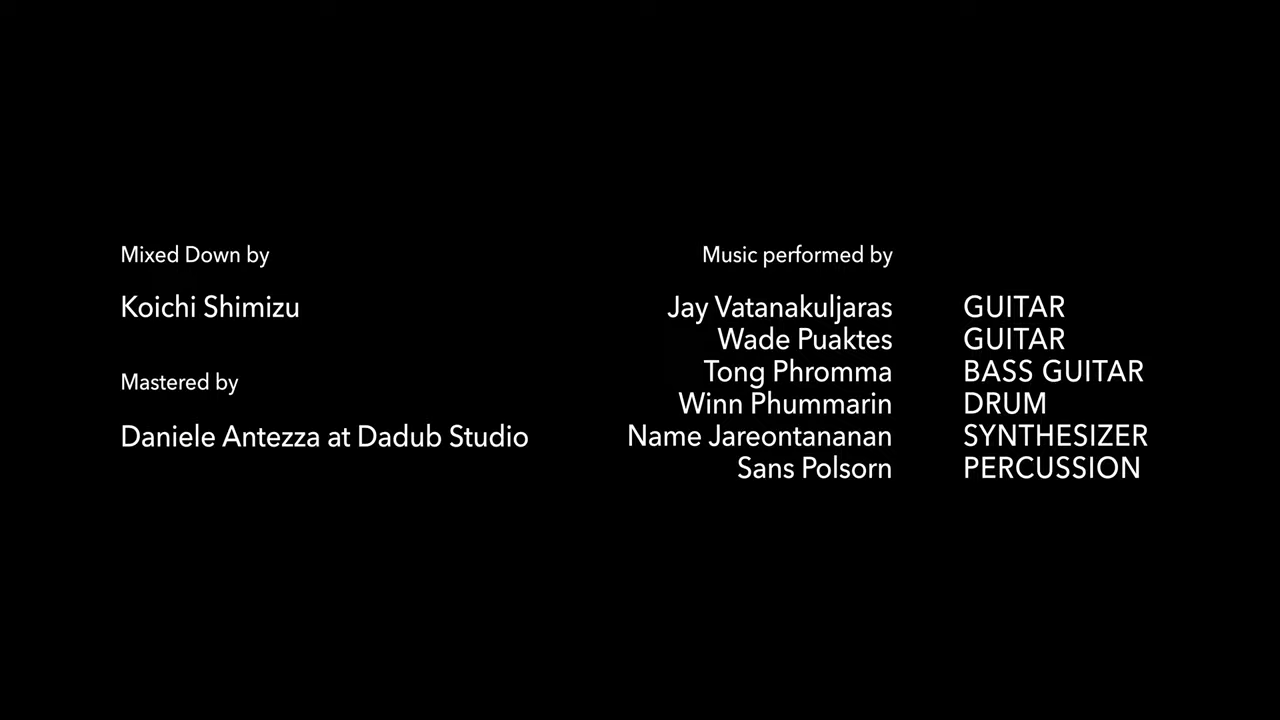 Mixed Down by
Koichi Shimizu
Mastered by
Daniele Antezza at Dadub Studio
Music performed by
Jay Vatanakuljaras GUITAR
Wade Puaktes GUITAR
Tong Phromma BASS GUITAR
Winn Phummarin DRUM
Name Jareontananan SYNTHESIZER
Sans Polsorn PERCUSSION